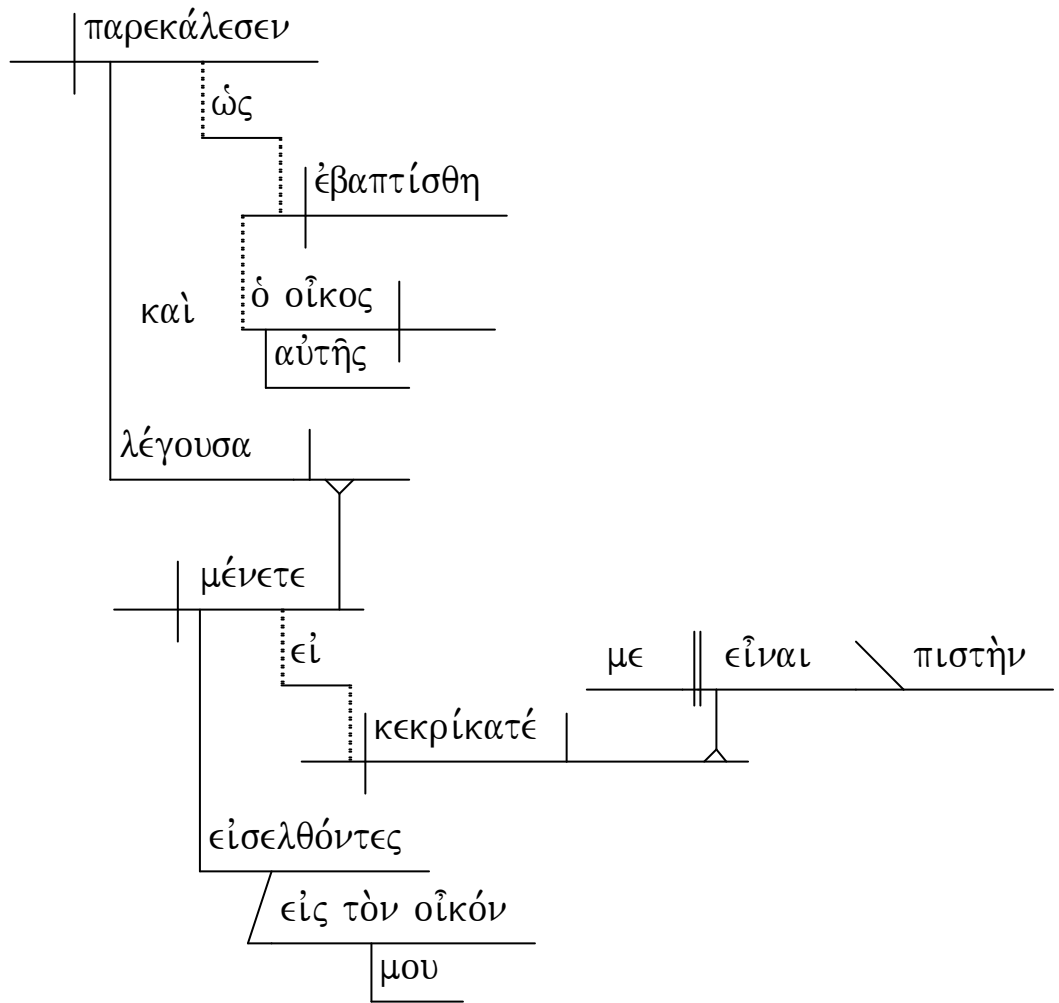 παρεκάλεσεν
ὡς
ἐβαπτίσθη
καὶ ὁ οἶκος
αὐτῆς
λέγουσα
μένετε
εἰ με εἶναι πιστὴν
κεκρίκατέ
εἰσελθόντες
εἰς τὸν οἶκόν
μου